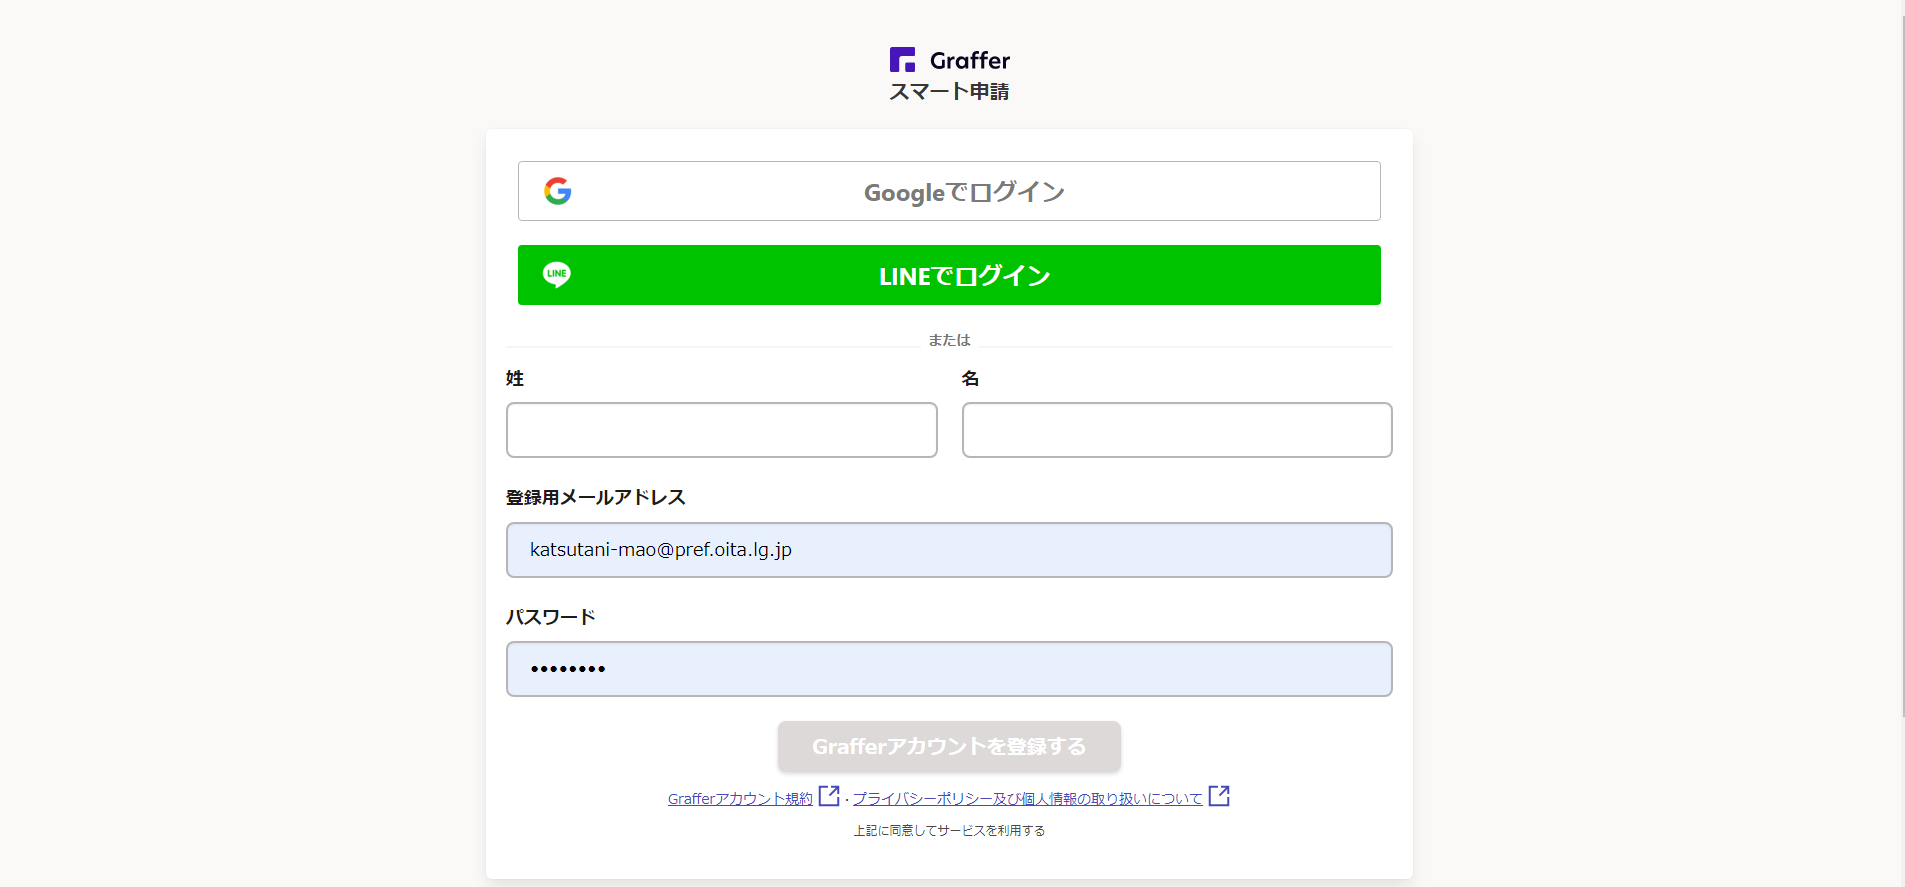 Graffer
スマート申請
Googleでログイン
LINE
LINEでログイン
または
姓
名
登録用メールアドレス
katsutani-mao@pref.oita.lg.jp
パスワード
••••••••
Grafferアカウントを登録する
Grafferアカウント規約 · プライバシーポリシー及び個人情報の取り扱いについて
上記に同意してサービスを利用する